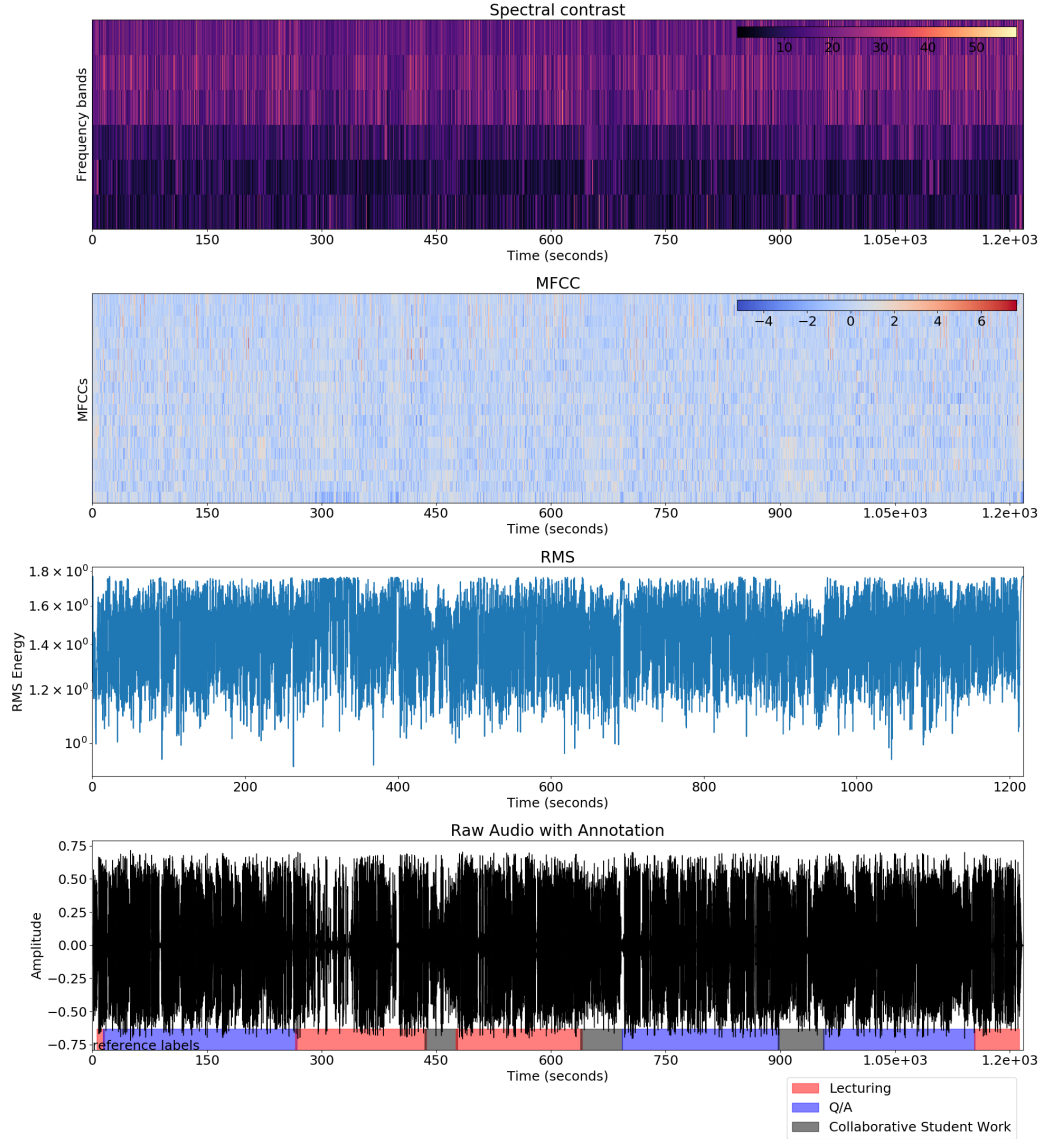 Spectral contrast
10 20 30 40 50
Frequency bands
0 150 300 450 600 750 900 1.05e+03 1.2e+03
Time (seconds)
MFCC
−4 −2 0 2 4 6
MFCCs
0 150 300 450 600 750 900 1.05e+03 1.2e+03
Time (seconds)
RMS
1.8 × 10⁰
1.6 × 10⁰
1.4 × 10⁰
1.2 × 10⁰
10⁰
RMS Energy
0 200 400 600 800 1000 1200
Time (seconds)
Raw Audio with Annotation
0.75
0.50
0.25
0.00
−0.25
−0.50
−0.75
Amplitude
reference labels
0 150 300 450 600 750 900 1.05e+03 1.2e+03
Time (seconds)
Lecturing
Q/A
Collaborative Student Work